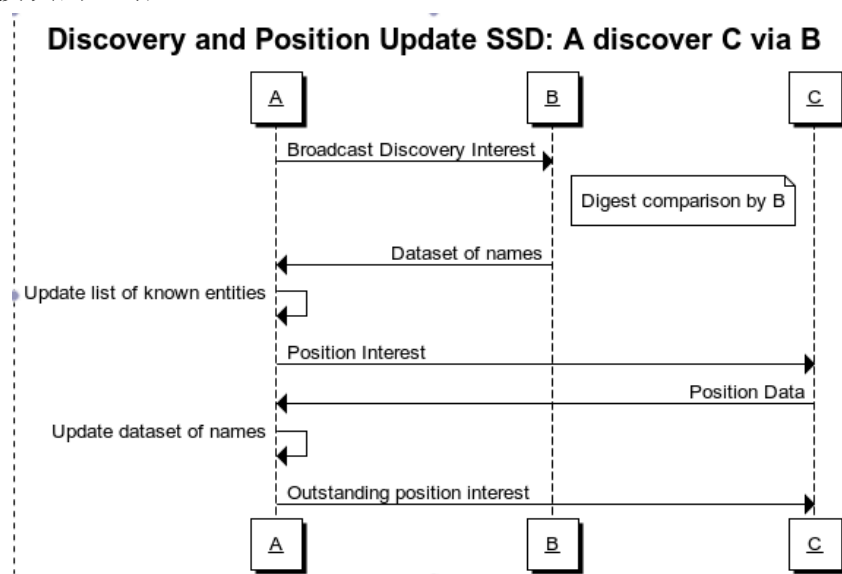 Discovery and Position Update SSD: A discover C via B
A
B
C
Broadcast Discovery Interest
Digest comparison by B
Dataset of names
Update list of known entities
Position Interest
Position Data
Update dataset of names
Outstanding position interest
A
B
C